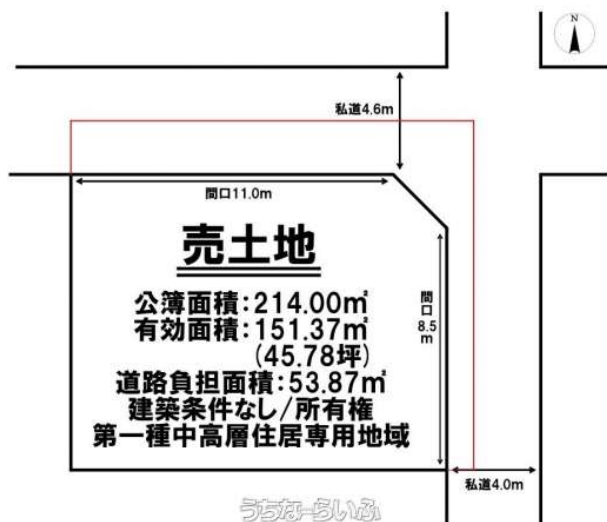 N
私道4.6m
間口11.0m
売土地
公簿面積:214.00㎡
有効面積:151.37㎡
(45.78坪)
道路負担面積:53.87㎡
建築条件なし/所有権
第一種中高層住居専用地域
間口
8.5
m
私道4.0m
うちなーらいふ